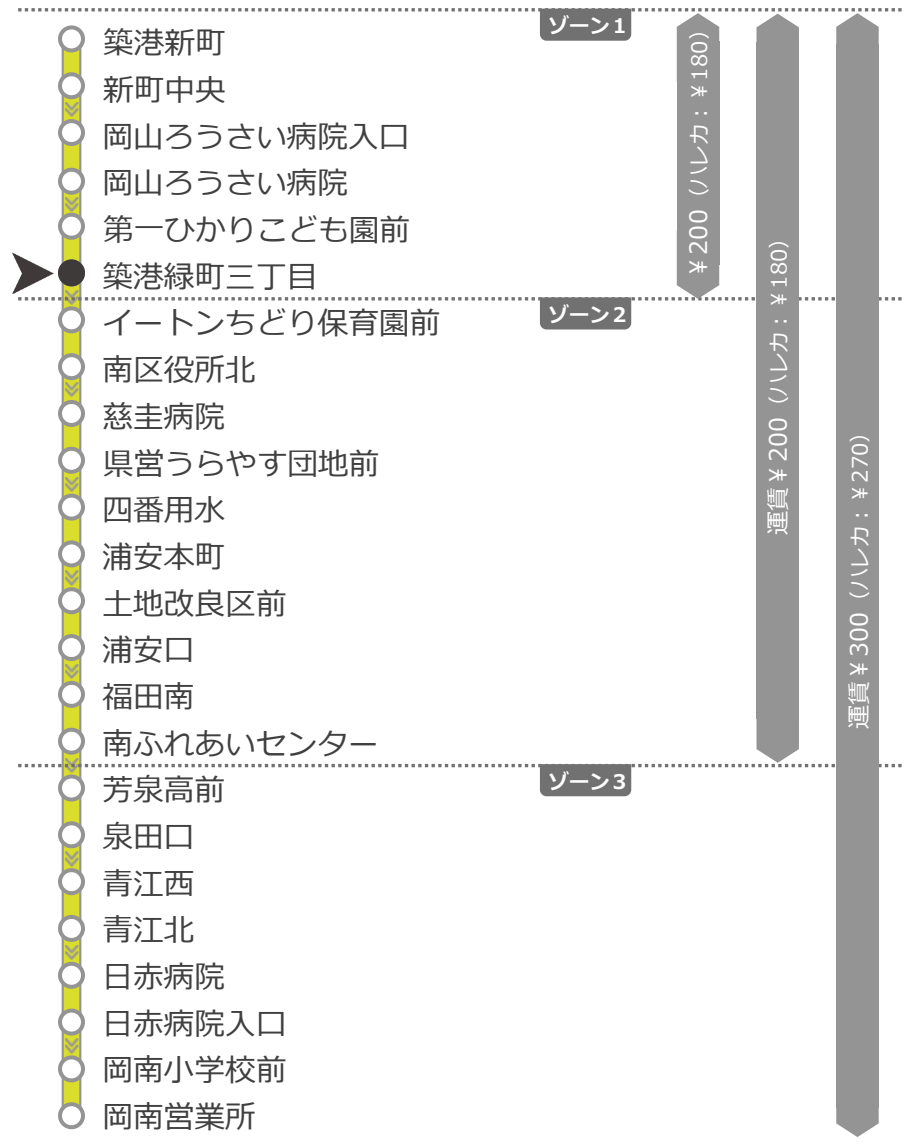 ゾーン1
築港新町
新町中央
岡山ろうさい病院入口
岡山ろうさい病院
第一ひかりこども園前
築港緑町三丁目
¥200（ハレカ：¥180）
ゾーン2
イートンちどり保育園前
南区役所北
慈圭病院
県営うらやす団地前
四番用水
浦安本町
土地改良区前
浦安口
福田南
南ふれあいセンター
運賃¥200（ハレカ：¥180）
ゾーン3
芳泉高前
泉田口
青江西
青江北
日赤病院
日赤病院入口
岡南小学校前
岡南営業所
運賃¥300（ハレカ：¥270）